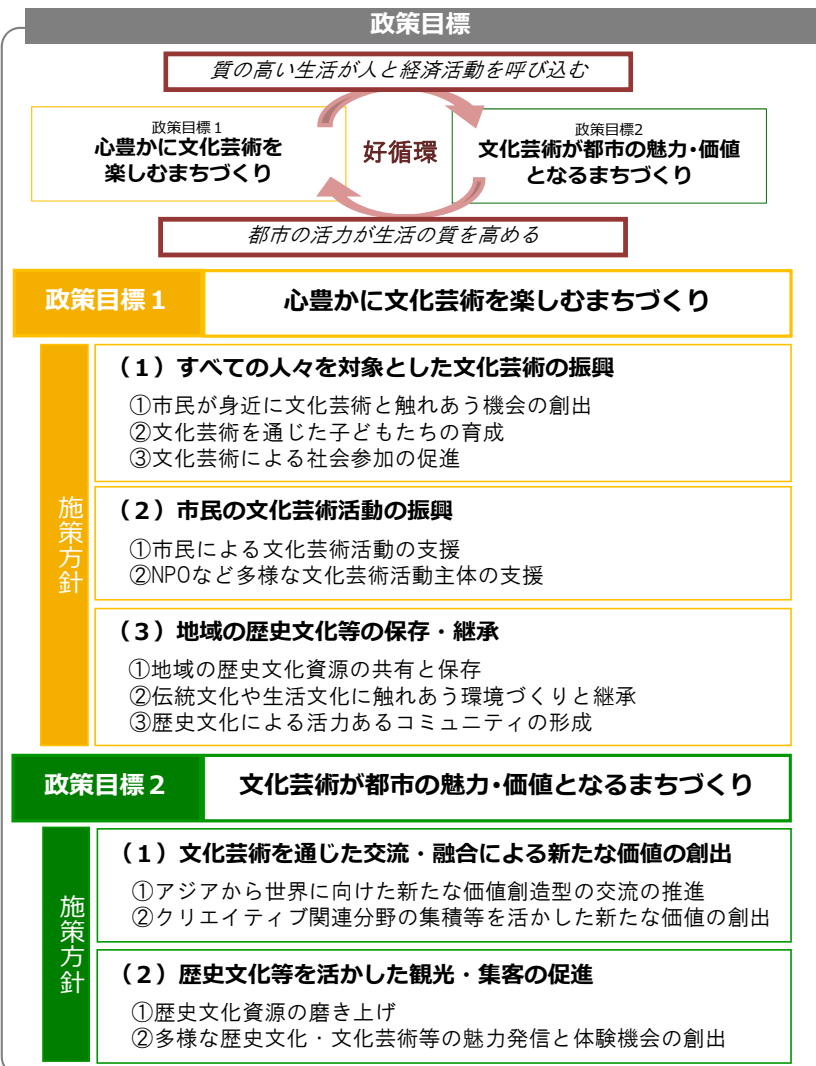 政策目標
質の高い生活が人と経済活動を呼び込む
政策目標1
心豊かに文化芸術を
楽しむまちづくり
好循環
政策目標2
文化芸術が都市の魅力・価値
となるまちづくり
都市の活力が生活の質を高める
政策目標1
心豊かに文化芸術を楽しむまちづくり
施策方針
(1)すべての人々を対象とした文化芸術の振興
①市民が身近に文化芸術と触れあう機会の創出
②文化芸術を通じた子どもたちの育成
③文化芸術による社会参加の促進
(2)市民の文化芸術活動の振興
①市民による文化芸術活動の支援
②NPOなど多様な文化芸術活動主体の支援
(3)地域の歴史文化等の保存・継承
①地域の歴史文化資源の共有と保存
②伝統文化や生活文化に触れあう環境づくりと継承
③歴史文化による活力あるコミュニティの形成
政策目標2
文化芸術が都市の魅力・価値となるまちづくり
施策方針
(1)文化芸術を通じた交流・融合による新たな価値の創出
①アジアから世界に向けた新たな価値創造型の交流の推進
②クリエイティブ関連分野の集積等を活かした新たな価値の創出
(2)歴史文化等を活かした観光・集客の促進
①歴史文化資源の磨き上げ
②多様な歴史文化・文化芸術等の魅力発信と体験機会の創出